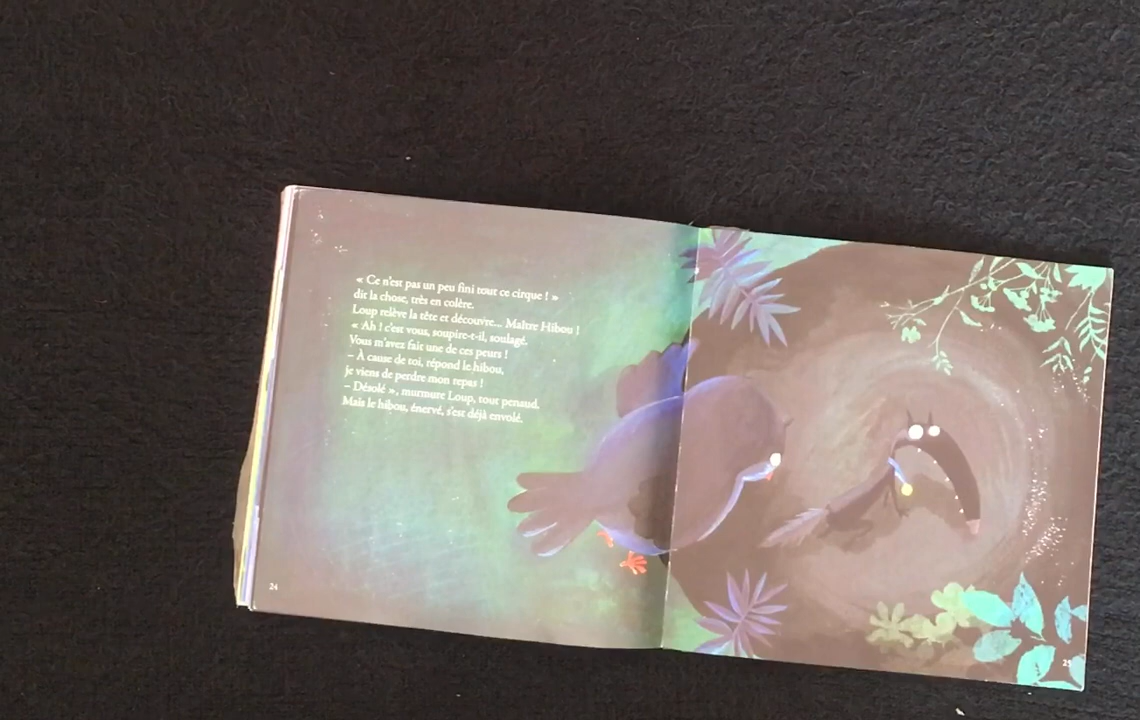 « Ce n'est pas un peu fini tout ce cirque ! »
dit la chose, très en colère.
Loup relève la tête et découvre... Maître Hibou !
« Ah ! c'est vous, soupire-t-il, soulagé.
Vous m'avez fait une de ces peurs !
– À cause de toi, répond le hibou,
je viens de perdre mon repas !
– Désolé », murmure Loup, tout penaud.
Mais le hibou, énervé, s'est déjà envolé.
24